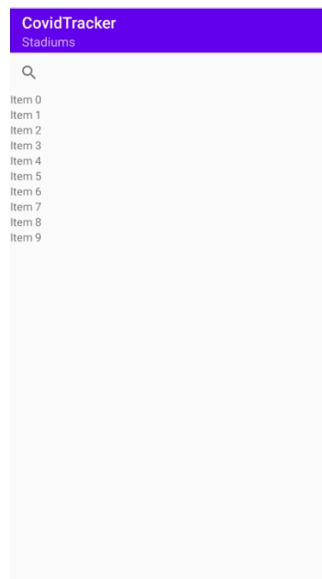 CovidTracker
Stadiums
Item 0
Item 1
Item 2
Item 3
Item 4
Item 5
Item 6
Item 7
Item 8
Item 9